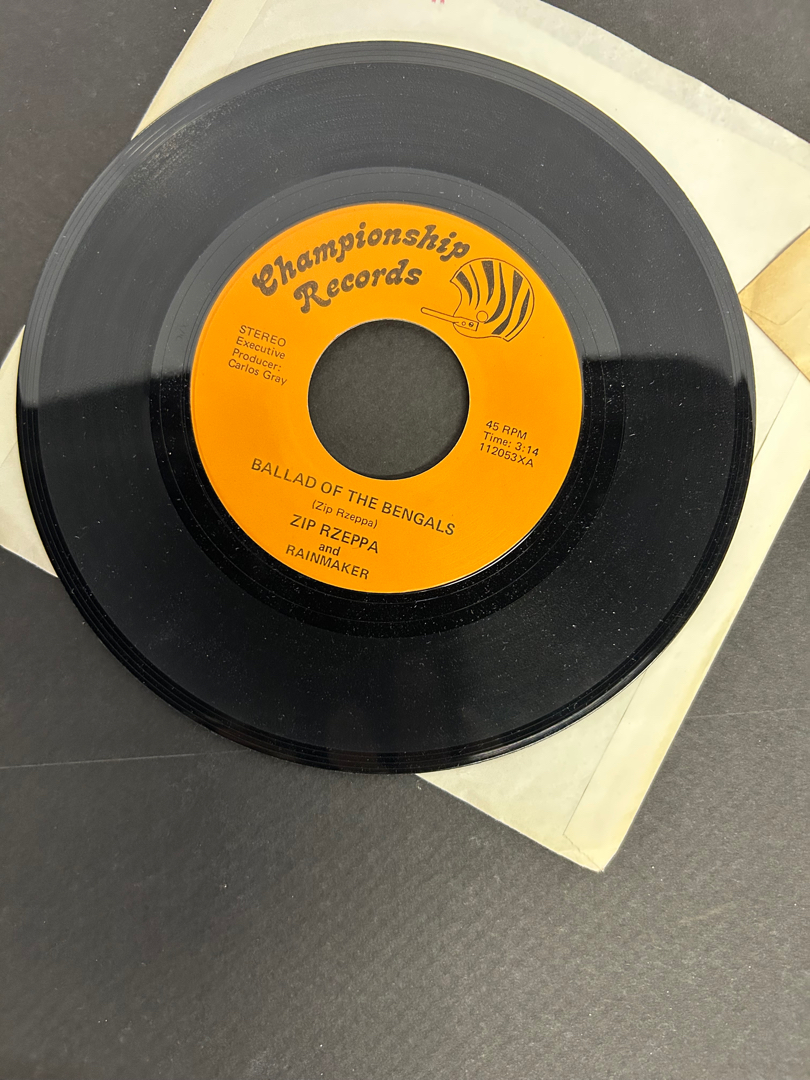 Championship
Records
STEREO
Executive
Producer:
Carlos Gray
45 RPM
Time: 3:14
112053XA
BALLAD OF THE BENGALS
(Zip Rzeppa)
ZIP RZEPPA
and
RAINMAKER